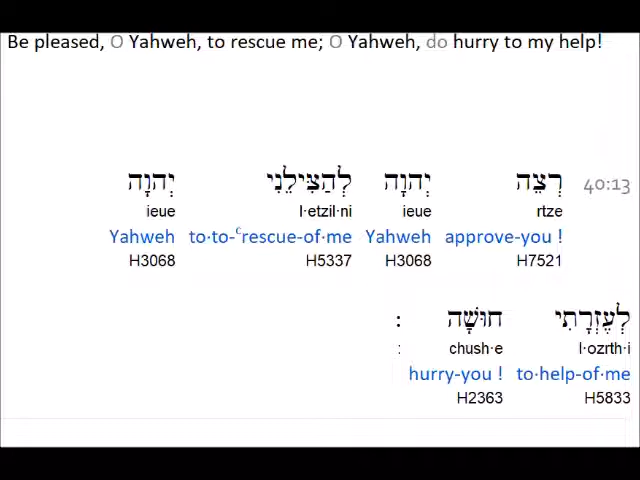 Be pleased, O Yahweh, to rescue me; O Yahweh, do hurry to my help!
40:13 רְצֵה יְהוָה לְהַצִּילֵנִי יְהוָה
rtze ieue l·etzil·ni ieue
approve-you ! Yahweh to·to-ᶜrescue-of·me Yahweh
H7521 H3068 H5337 H3068
לְעֶזְרָתִי חוּשָׁה :
l·ozrth·i chush·e :
to·help-of·me hurry-you !
H5833 H2363